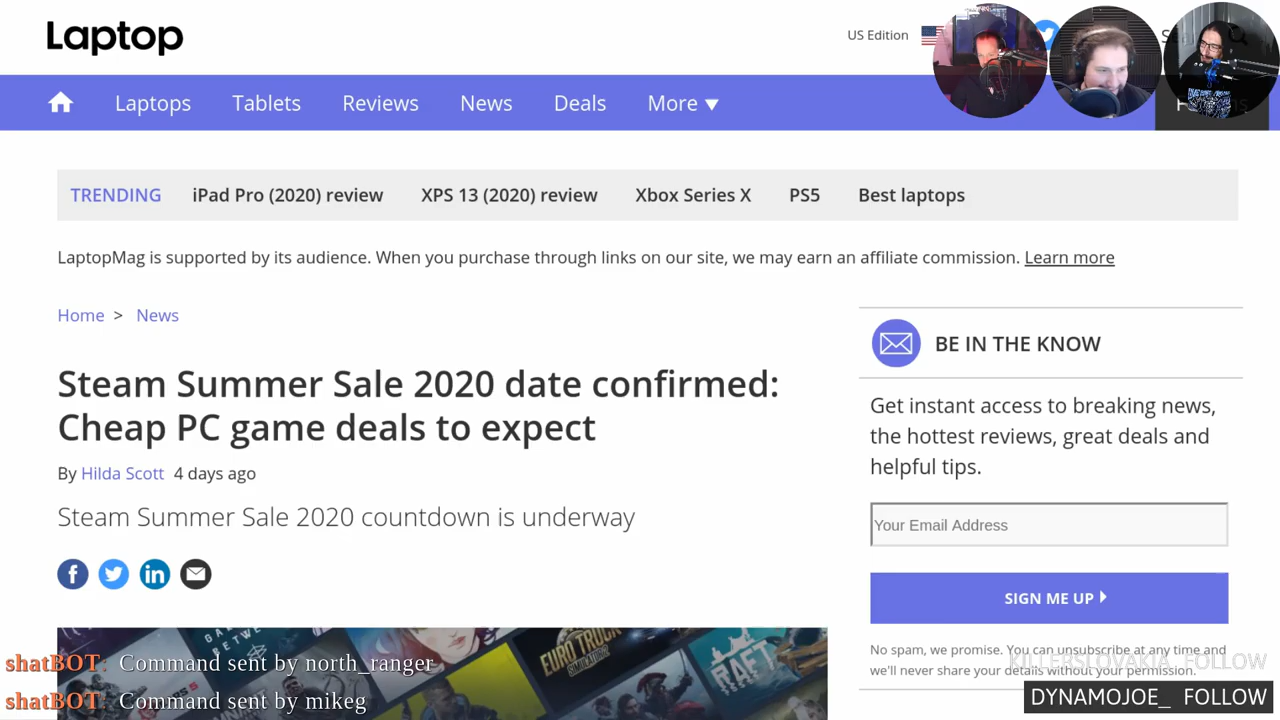 Laptop
US Edition
Laptops Tablets Reviews News Deals More ▼
TRENDING iPad Pro (2020) review XPS 13 (2020) review Xbox Series X PS5 Best laptops
LaptopMag is supported by its audience. When you purchase through links on our site, we may earn an affiliate commission. Learn more
Home > News
Steam Summer Sale 2020 date confirmed:
Cheap PC game deals to expect
By Hilda Scott 4 days ago
Steam Summer Sale 2020 countdown is underway
BE IN THE KNOW
Get instant access to breaking news,
the hottest reviews, great deals and
helpful tips.
Your Email Address
SIGN ME UP
No spam, we promise. You can unsubscribe at any time and
we'll never share your details without your permission.
EURO TRUCK
SIMULATOR 2
RAFT
shatBOT: Command sent by north_ranger
shatBOT: Command sent by mikeg
KILLERSLOVAKIA_ FOLLOW
DYNAMOJOE_ FOLLOW